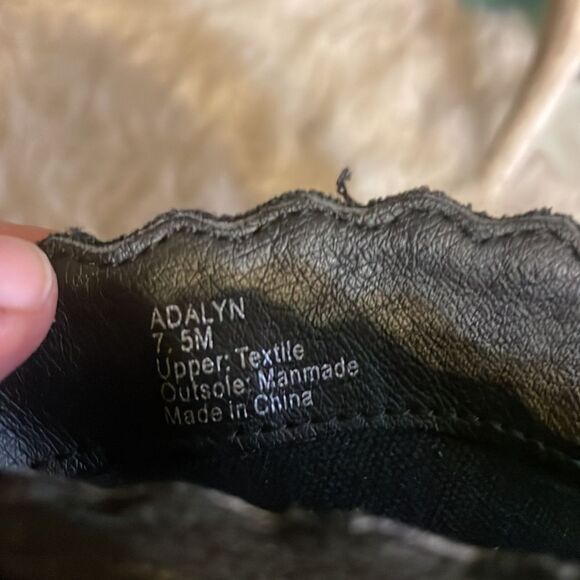 ADALYN
7. 5M
Upper: Textile
Outsole: Manmade
Made in China